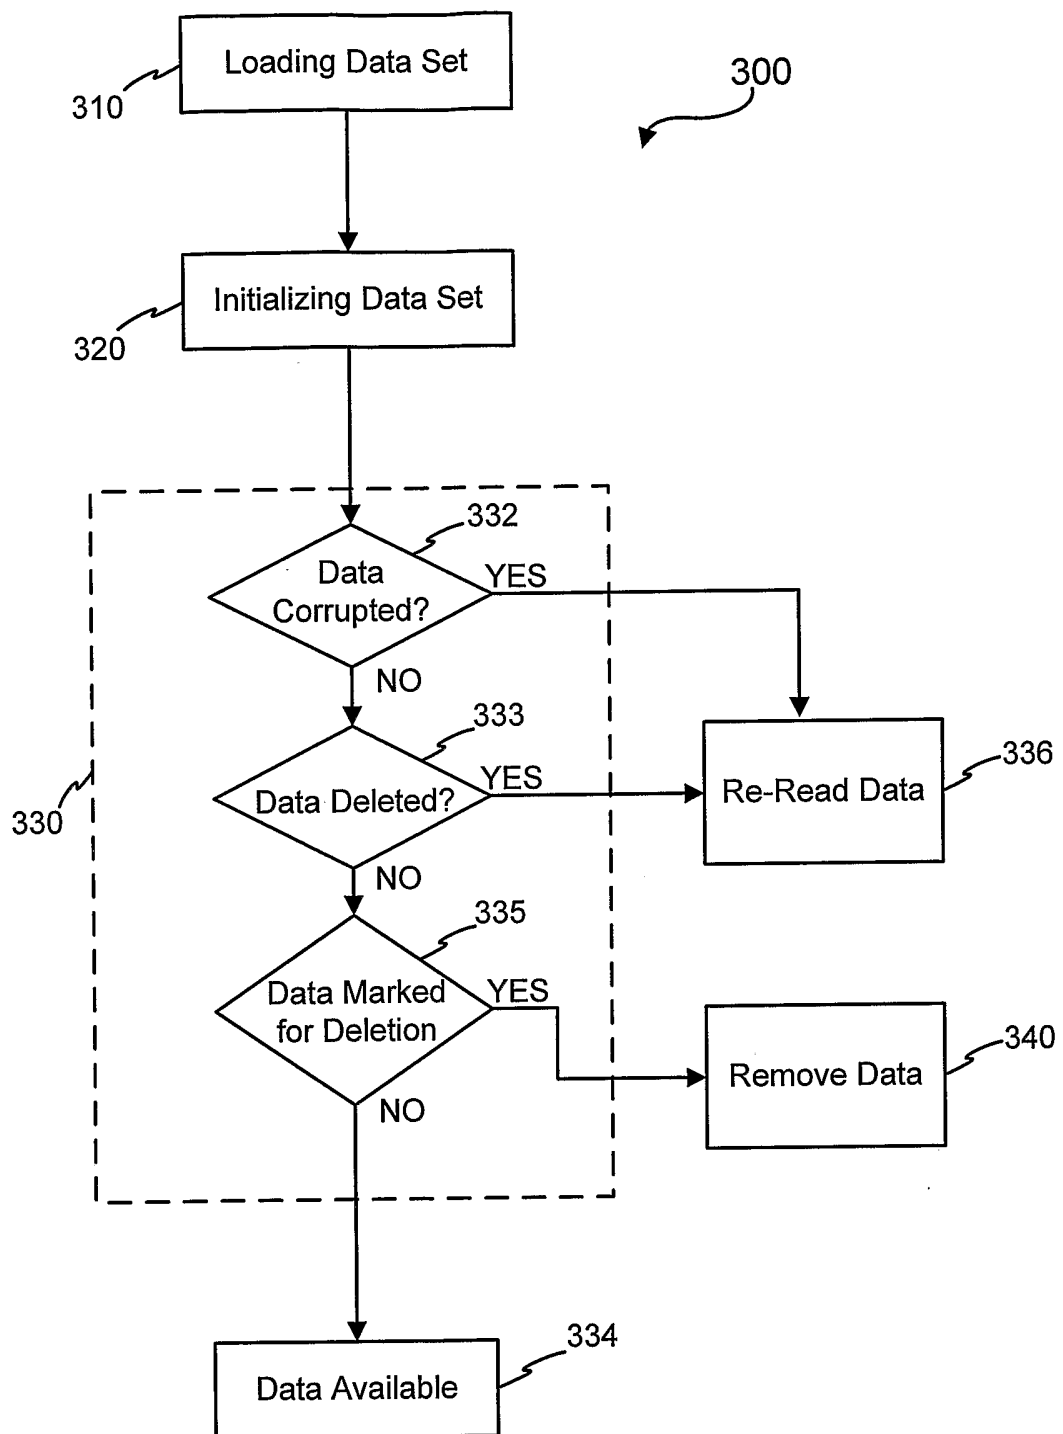 Loading Data Set
310
300
Initializing Data Set
320
332
Data
Corrupted?
YES
NO
333
Data Deleted?
YES
Re-Read Data
336
330
NO
335
Data Marked
for Deletion
YES
Remove Data
340
NO
334
Data Available